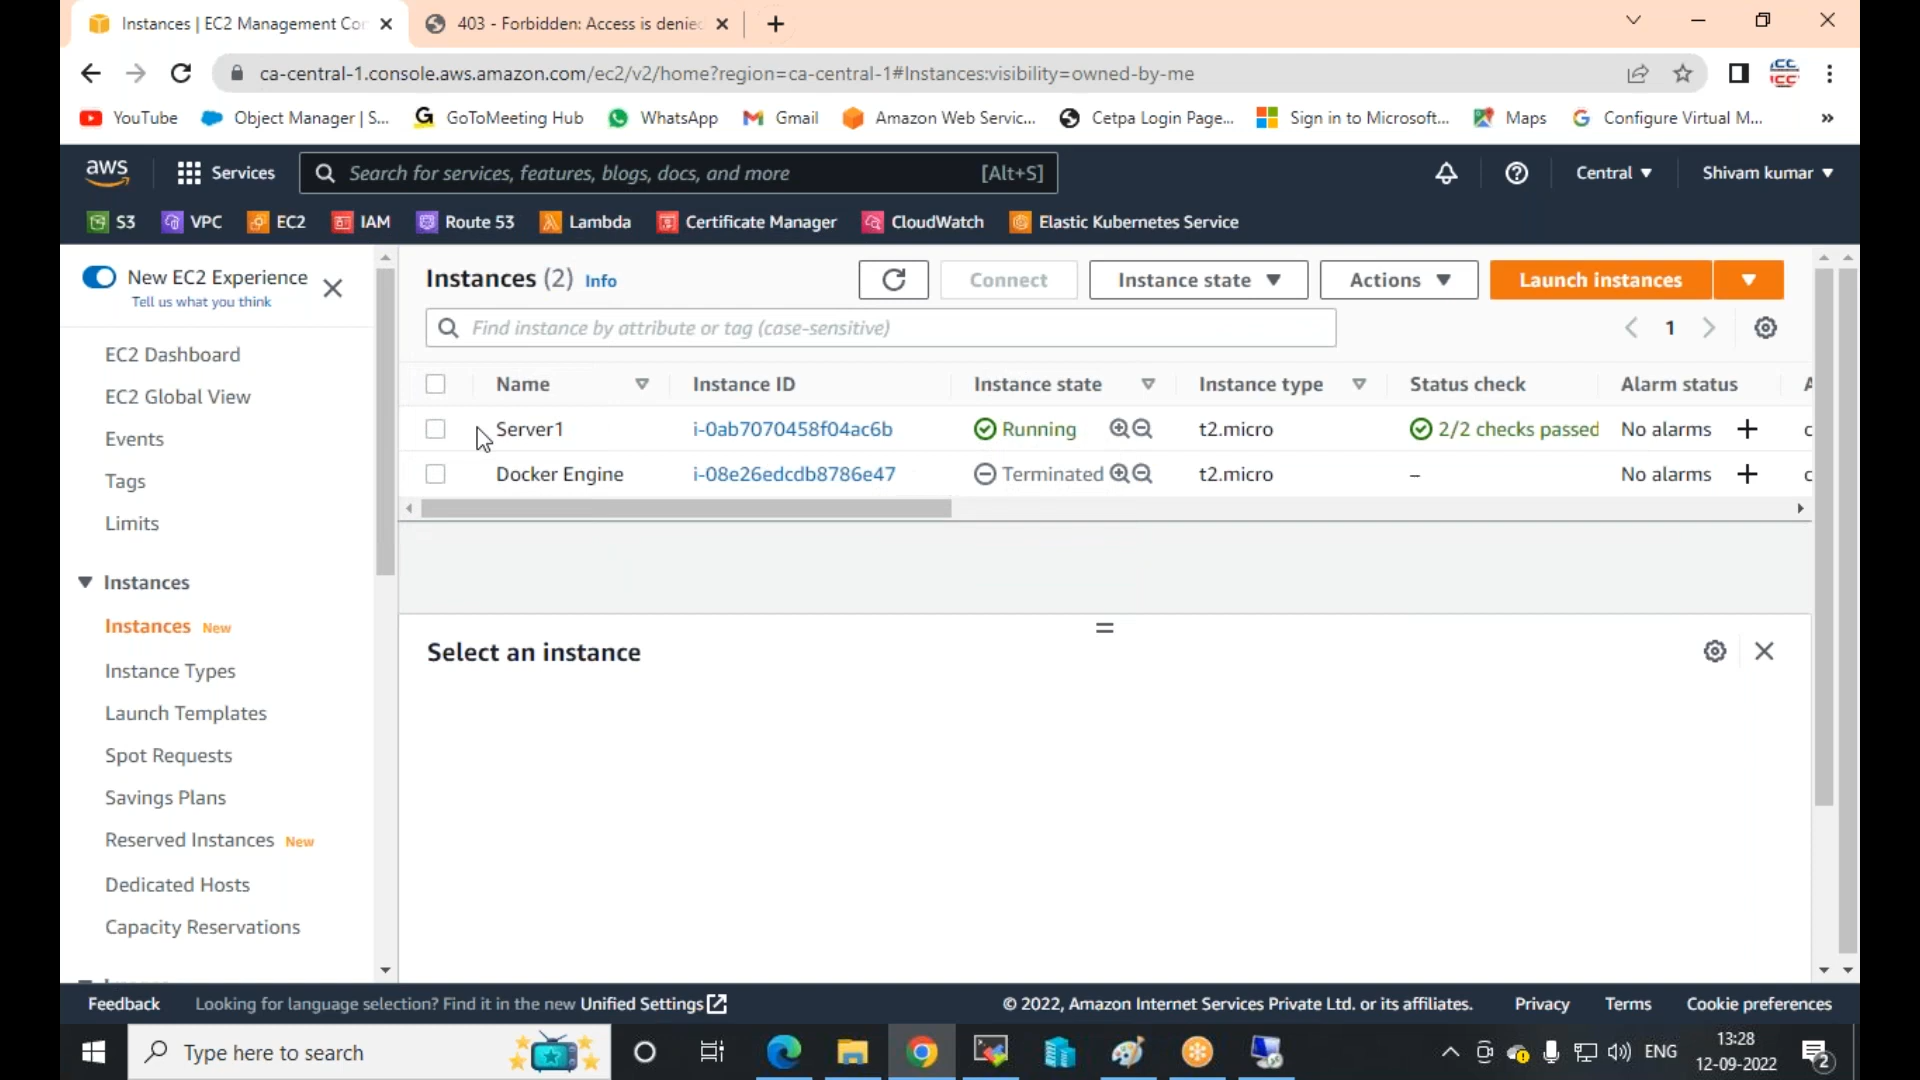 Instances | EC2 Management Con
403 - Forbidden: Access is denied
ca-central-1.console.aws.amazon.com/ec2/v2/home?region=ca-central-1#Instances:visibility=owned-by-me
YouTube
Object Manager | S...
GoToMeeting Hub
WhatsApp
Gmail
Amazon Web Servic...
Cetpa Login Page...
Sign in to Microsoft...
Maps
Configure Virtual M...
»
aws
Services
Search for services, features, blogs, docs, and more
[Alt+S]
Central ▼
Shivam kumar ▼
S3
VPC
EC2
IAM
Route 53
Lambda
Certificate Manager
CloudWatch
Elastic Kubernetes Service
New EC2 Experience
Tell us what you think
EC2 Dashboard
EC2 Global View
Events
Tags
Limits
Instances
Instances New
Instance Types
Launch Templates
Spot Requests
Savings Plans
Reserved Instances New
Dedicated Hosts
Capacity Reservations
Instances (2) Info
Connect
Instance state ▼
Actions ▼
Launch instances
Find instance by attribute or tag (case-sensitive)
1
Name Instance ID Instance state Instance type Status check Alarm status A
Server1 i-0ab7070458f04ac6b Running t2.micro 2/2 checks passed No alarms + c
Docker Engine i-08e26edcdb8786e47 Terminated t2.micro – No alarms + c
Select an instance
Feedback
Looking for language selection? Find it in the new Unified Settings
© 2022, Amazon Internet Services Private Ltd. or its affiliates.
Privacy
Terms
Cookie preferences
Type here to search
ENG
13:28
12-09-2022
2